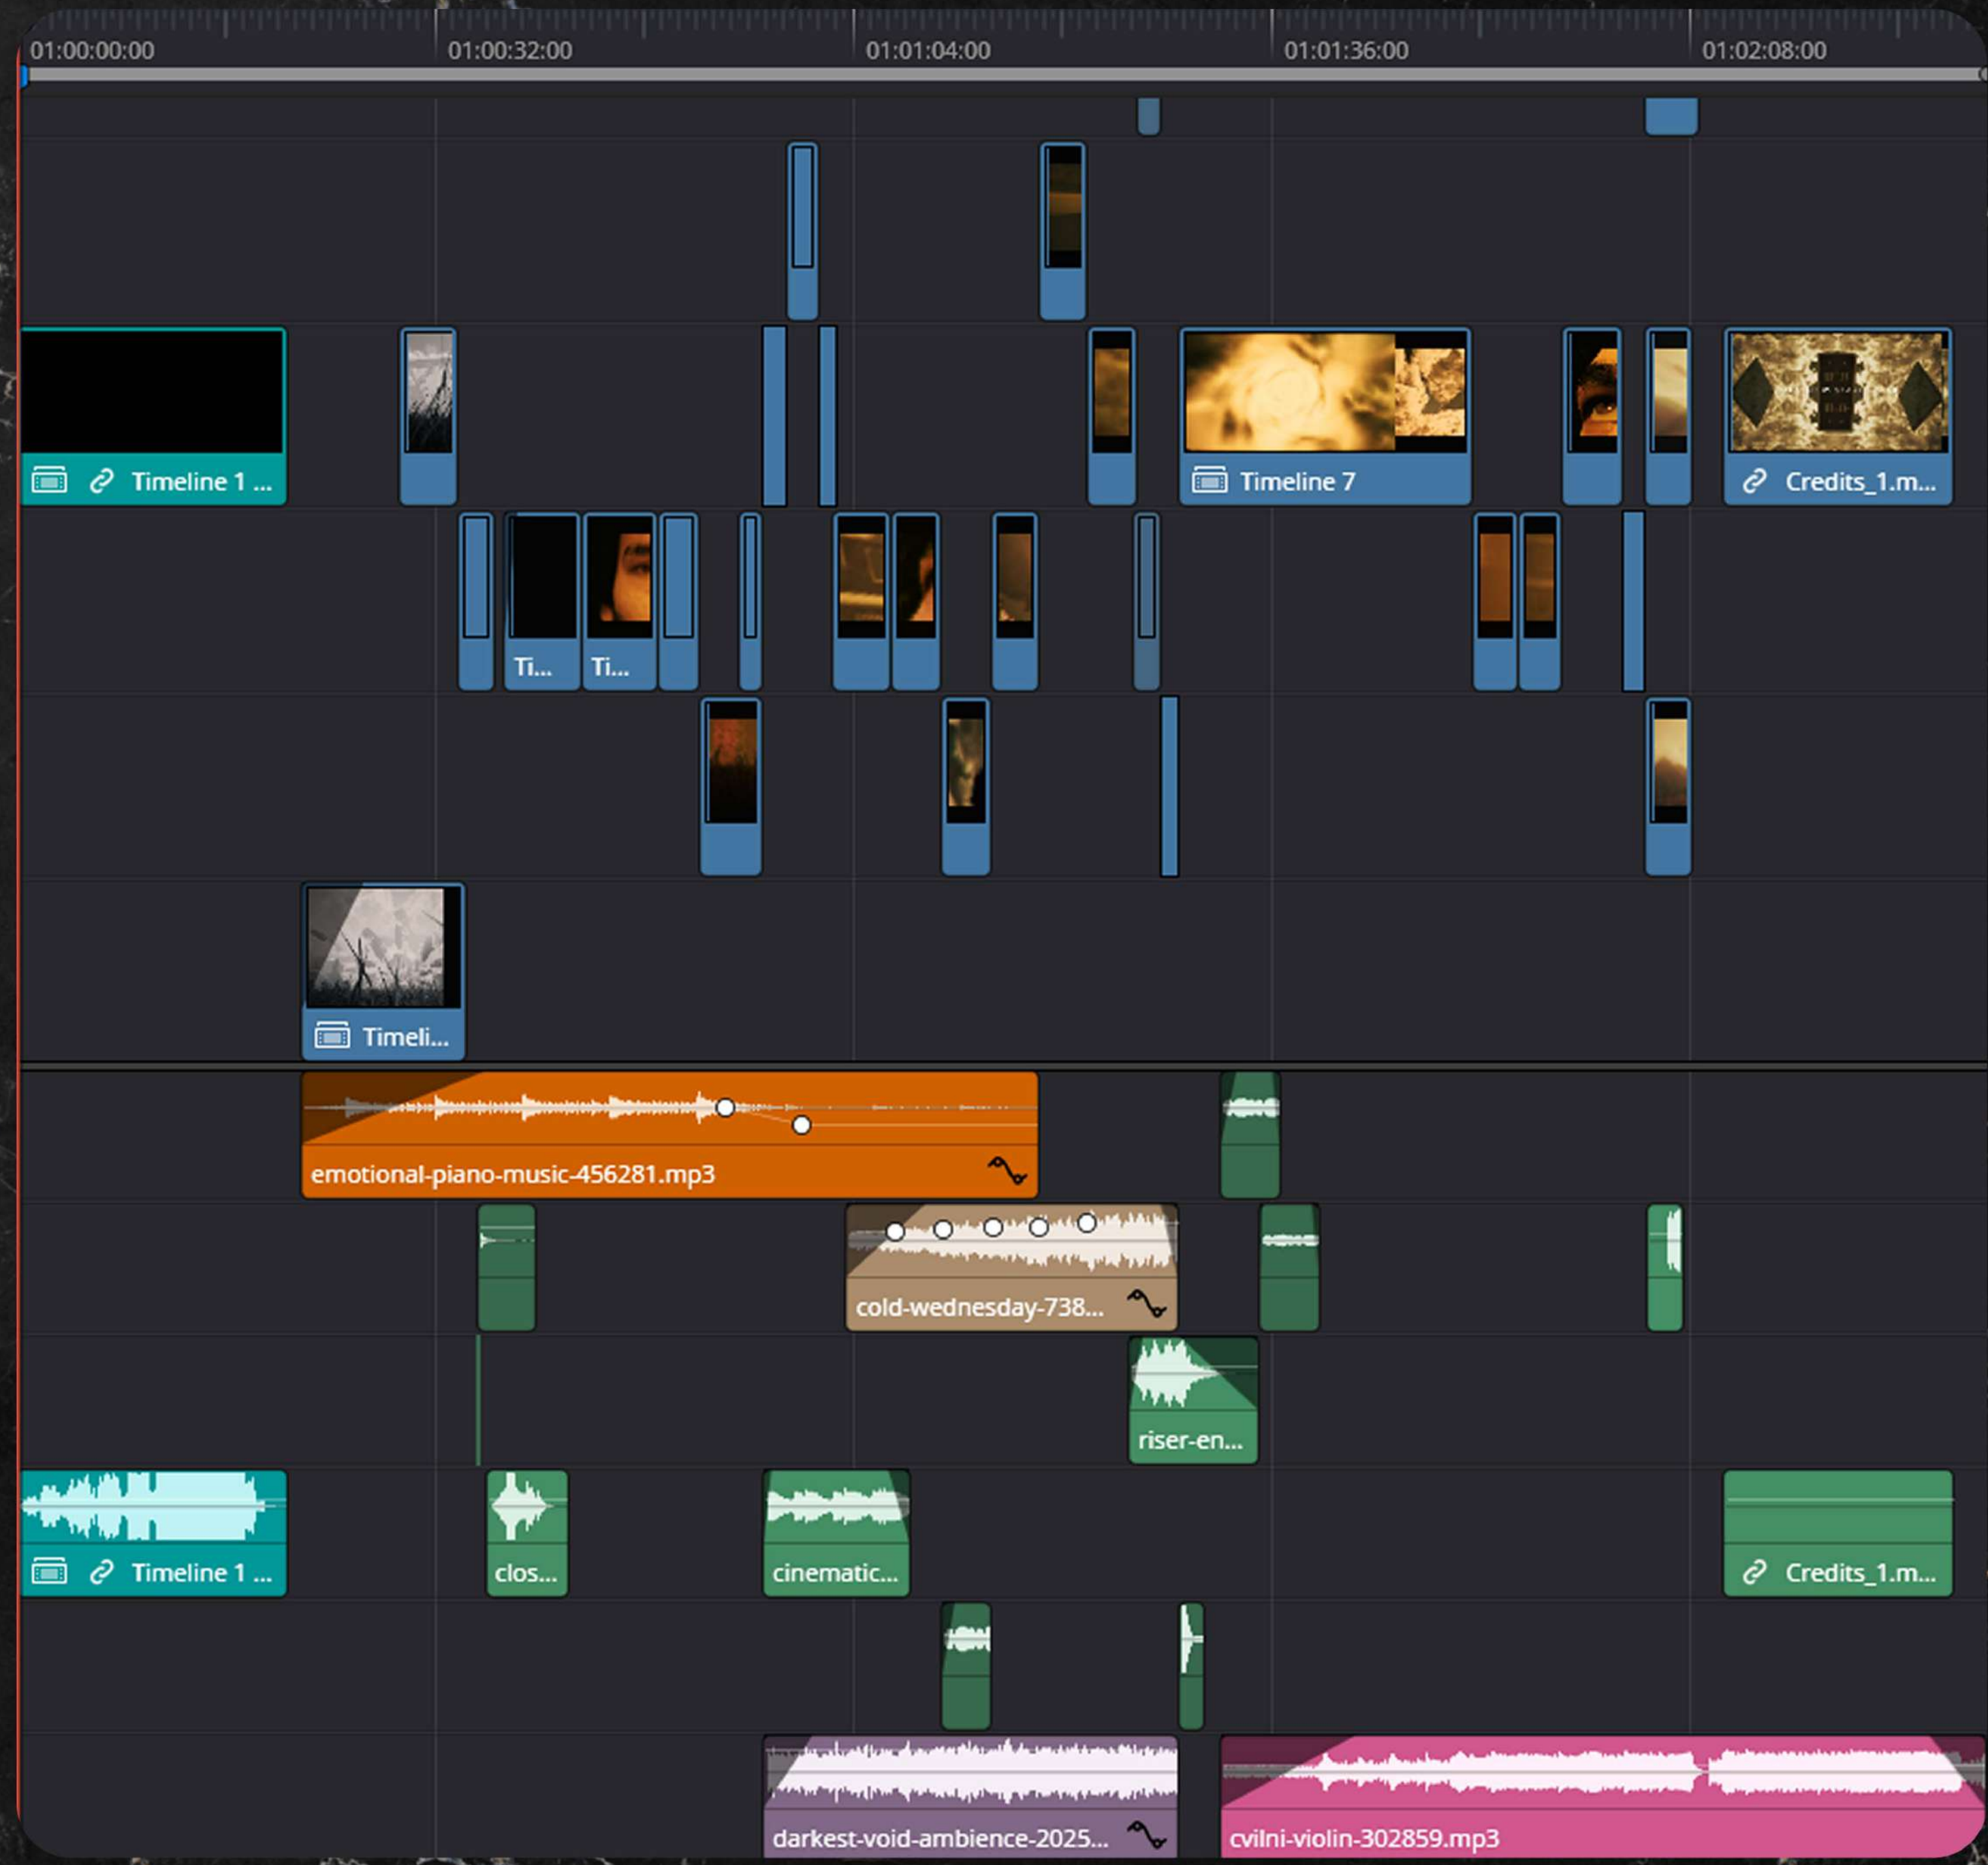 01:00:00:00 01:00:32:00 01:01:04:00 01:01:36:00 01:02:08:00
Timeline 1 ... Timeline 7 Credits_1.m...
Ti... Ti...
Timeli...
emotional-piano-music-456281.mp3
cold-wednesday-738...
riser-en...
Timeline 1 ... clos... cinematic... Credits_1.m...
darkest-void-ambience-2025... cvilni-violin-302859.mp3